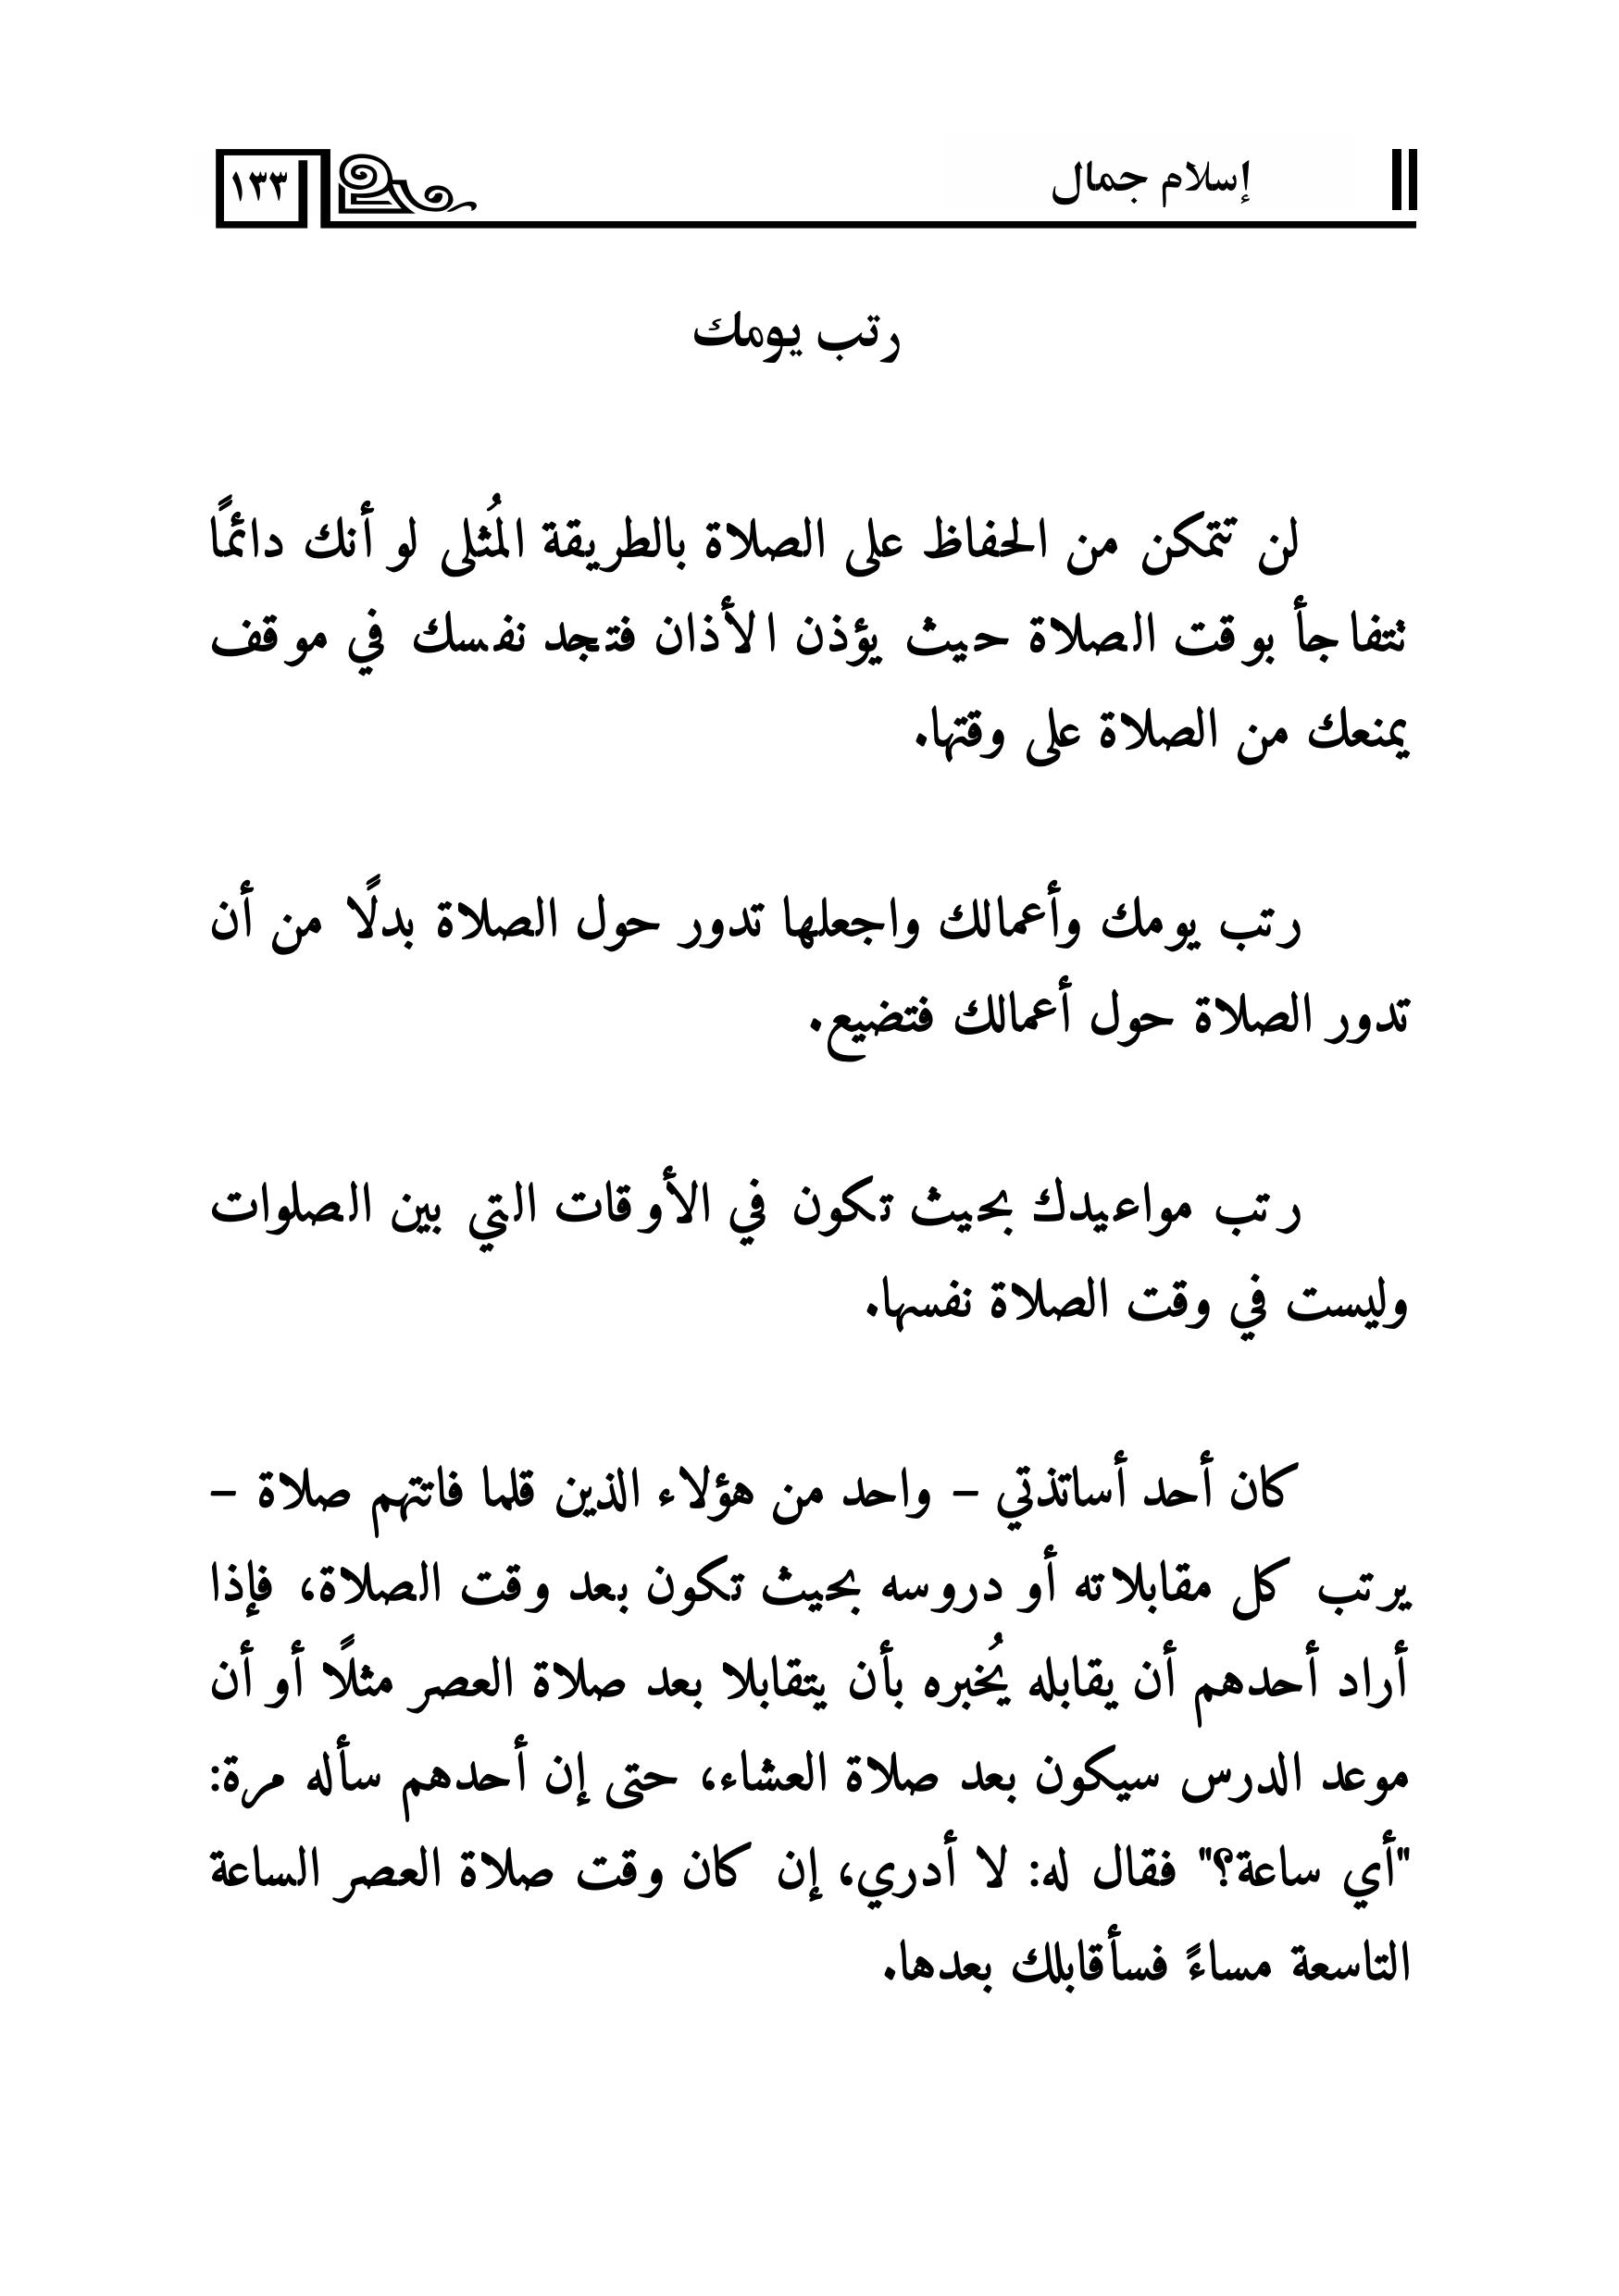 إسلام جمال
١٣٣
رتب يومك
لن تتمكن من الحفاظ على الصلاة بالطريقة المُثلى لو أنك دائمًا
تتفاجأ بوقت الصلاة حيث يؤذن الأذان فتجد نفسك في موقف
يمنعك من الصلاة على وقتها.
رتب يومك وأعمالك واجعلها تدور حول الصلاة بدلًا من أن
تدور الصلاة حول أعمالك فتضيع.
رتب مواعيدك بحيث تكون في الأوقات التي بين الصلوات
وليست في وقت الصلاة نفسها.
كان أحد أساتذتي – واحد من هؤلاء الذين قلما فاتتهم صلاة –
يرتب كل مقابلاته أو دروسه بحيث تكون بعد وقت الصلاة، فإذا
أراد أحدهم أن يقابله يُخبره بأن يتقابلا بعد صلاة العصر مثلًا أو أن
موعد الدرس سيكون بعد صلاة العشاء، حتى إن أحدهم سأله مرة:
"أي ساعة؟" فقال له: لا أدري، إن كان وقت صلاة العصر الساعة
التاسعة مساءً فسأقابلك بعدها.